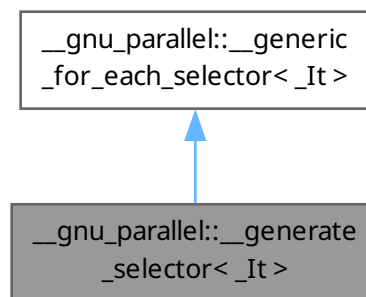 __gnu_parallel::__generic
_for_each_selector< _It >
__gnu_parallel::__generate
_selector< _It >